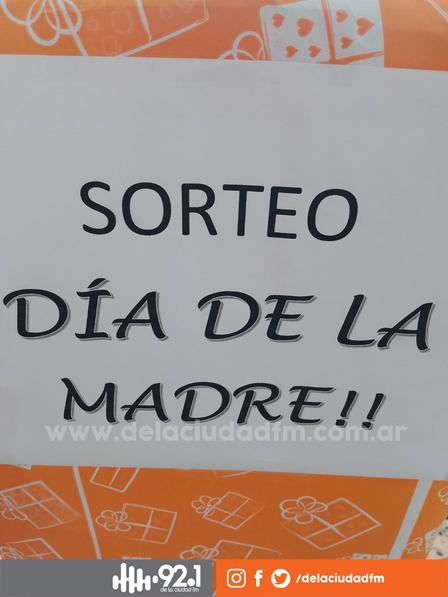 SORTEO
DÍA DE LA
MADRE!!
www.delaciudadfm.com.ar
92.1
de la ciudad fm
/delaciudadfm